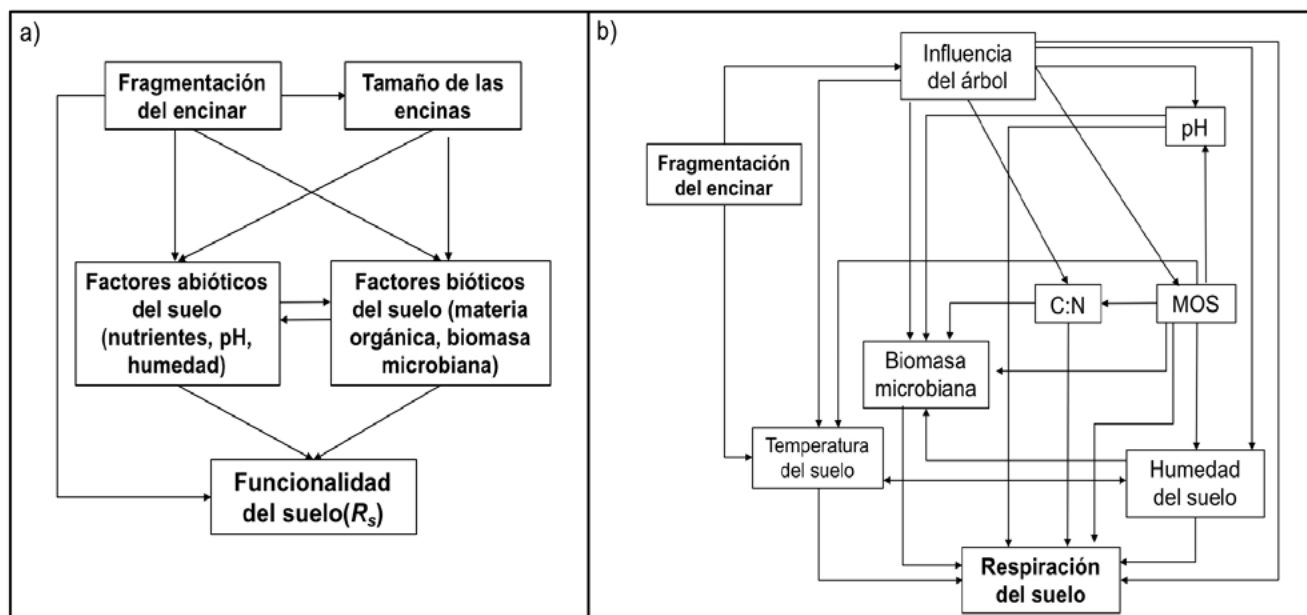 a)
Fragmentación
del encinar
Tamaño de las
encinas
Factores abióticos
del suelo
(nutrientes, pH,
humedad)
Factores bióticos
del suelo (materia
orgánica, biomasa
microbiana)
Funcionalidad
del suelo(Rs)
b)
Influencia
del árbol
pH
Fragmentación
del encinar
C:N
MOS
Biomasa
microbiana
Temperatura
del suelo
Humedad
del suelo
Respiración
del suelo